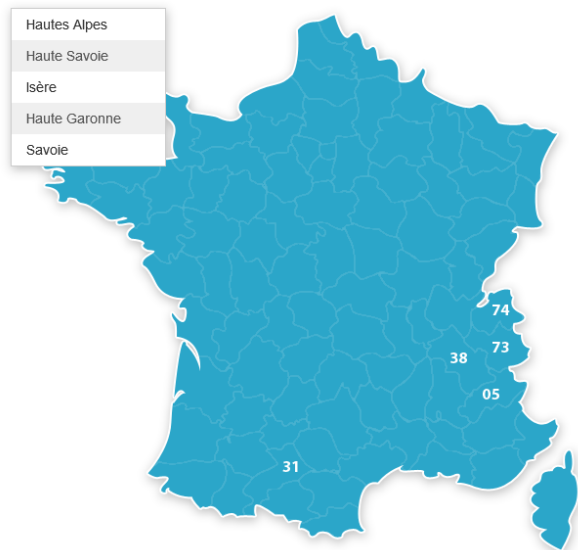 Hautes Alpes
Haute Savoie
Isère
Haute Garonne
Savoie
74
73
38
05
31